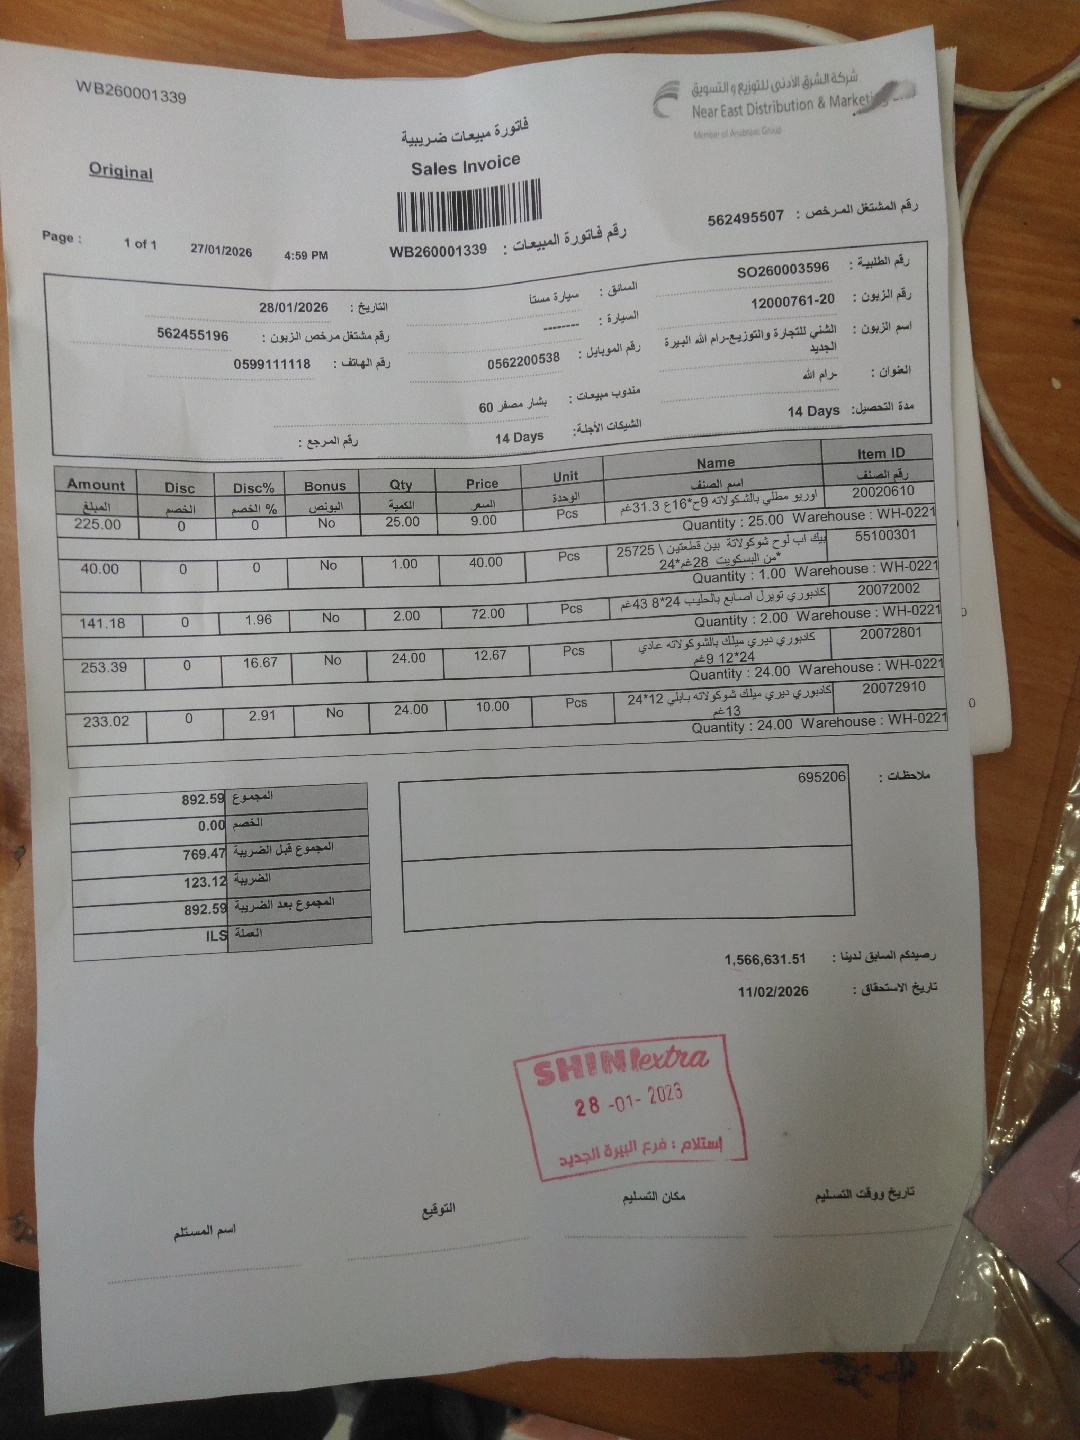 WB260001339
شركة الشرق الأدنى للتوزيع و التسويق
Near East Distribution &
Member of Anabtawi Group
Original
فاتورة مبيعات ضريبية
Sales Invoice
رقم المشتغل المرخص : 562495507
Page : 1 of 1 27/01/2026 4:59 PM
رقم فاتورة المبيعات : WB260001339
رقم الطلبية : SO260003596
السائق : سيارة مستأ
التاريخ : 28/01/2026
رقم الزبون : 12000761-20
السيارة : --------
رقم مشتغل مرخص الزبون : 562455196
اسم الزبون : الشني للتجارة والتوزيع-رام الله البيرة
الجديد
رقم الموبايل : 0562200538
رقم الهاتف : 0599111118
العنوان : -رام الله
مندوب مبيعات : بشار مصفر 60
مدة التحصيل: 14 Days
الشيكات الآجلة: 14 Days
رقم المرجع :
Amount Disc Disc% Bonus Qty Price Unit Name Item ID
المبلغ الخصم الخصم % البونص الكمية السعر الوحدة اسم الصنف رقم الصنف
225.00 0 0 No 25.00 9.00 Pcs اوريو مطلي بالشكولاته 9ح*16ع 31.3غم 20020610
Quantity : 25.00 Warehouse : WH-0221
40.00 0 0 No 1.00 40.00 Pcs بيك اب لوح شوكولاتة بين قطعتين \ 25725 55100301
*من البسكويت 28غم*24
Quantity : 1.00 Warehouse : WH-0221
141.18 0 1.96 No 2.00 72.00 Pcs كادبوري تويرل اصابع بالحليب 24*8 43غم 20072002
Quantity : 2.00 Warehouse : WH-0221
253.39 0 16.67 No 24.00 12.67 Pcs كادبوري ديري ميلك بالشوكولاته عادي 20072801
24*12 9غم
Quantity : 24.00 Warehouse : WH-0221
233.02 0 2.91 No 24.00 10.00 Pcs كادبوري ديري ميلك شوكولاته بابلي 12*24 20072910
13غم
Quantity : 24.00 Warehouse : WH-0221
ملاحظات : 695206
المجموع 892.59
الخصم 0.00
المجموع قبل الضريبة 769.47
الضريبة 123.12
المجموع بعد الضريبة 892.59
العملة ILS
رصيدكم السابق لدينا : 1,566,631.51
تاريخ الاستحقاق : 11/02/2026
SHINI extra
28 -01- 2026
إستلام : فرع البيرة الجديد
تاريخ ووقت التسليم
مكان التسليم
التوقيع
اسم المستلم